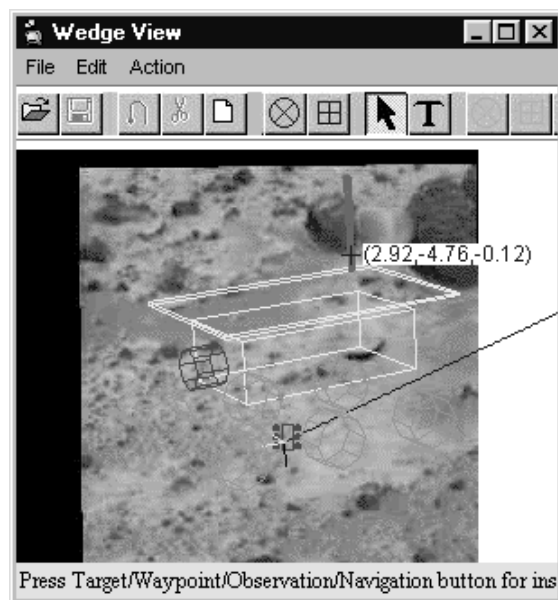 Wedge View
File Edit Action
T
(2.92,-4.76,-0.12)
Press Target/Waypoint/Observation/Navigation button for ins